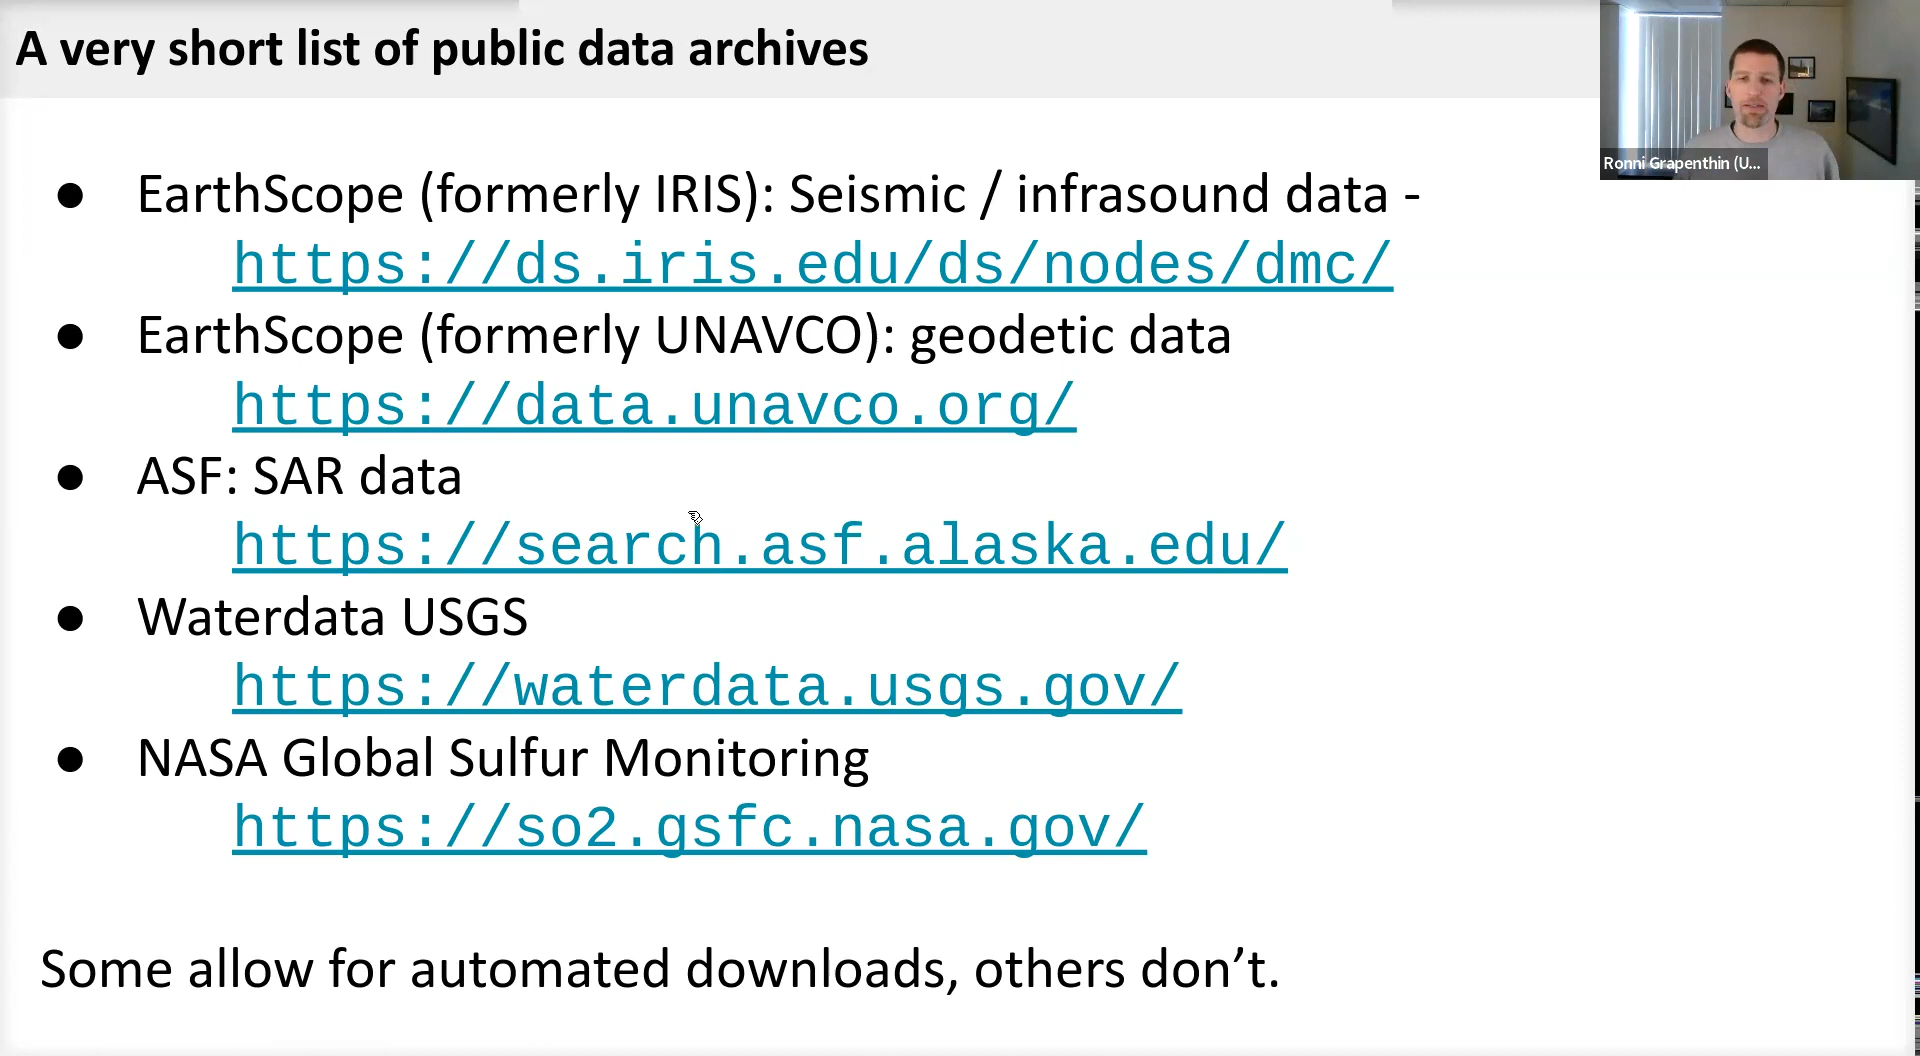 A very short list of public data archives
Ronni Grapenthin (U...
● EarthScope (formerly IRIS): Seismic / infrasound data -
https://ds.iris.edu/ds/nodes/dmc/
● EarthScope (formerly UNAVCO): geodetic data
https://data.unavco.org/
● ASF: SAR data
https://search.asf.alaska.edu/
● Waterdata USGS
https://waterdata.usgs.gov/
● NASA Global Sulfur Monitoring
https://so2.gsfc.nasa.gov/
Some allow for automated downloads, others don’t.